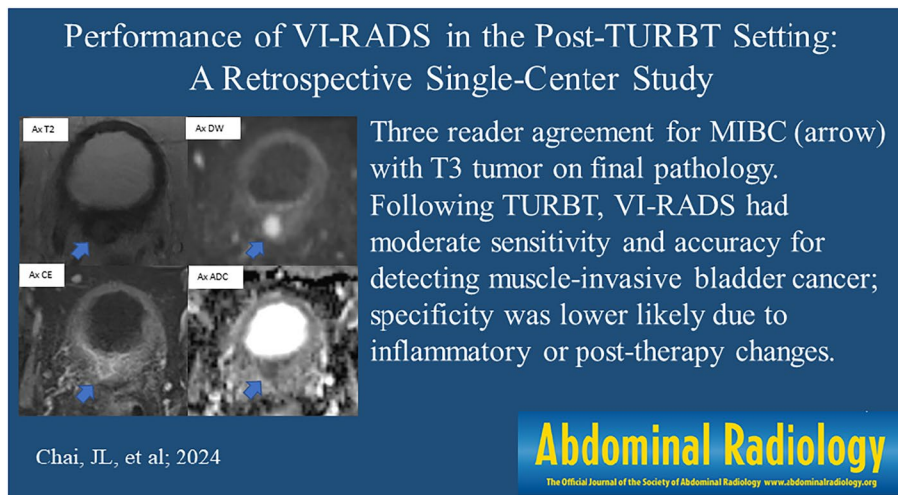 Performance of VI-RADS in the Post-TURBT Setting:
A Retrospective Single-Center Study
Ax T2
Ax DW
Ax CE
Ax ADC
Three reader agreement for MIBC (arrow)
with T3 tumor on final pathology.
Following TURBT, VI-RADS had
moderate sensitivity and accuracy for
detecting muscle-invasive bladder cancer;
specificity was lower likely due to
inflammatory or post-therapy changes.
Chai, JL, et al; 2024
Abdominal Radiology
The Official Journal of the Society of Abdominal Radiology www.abdominalradiology.org